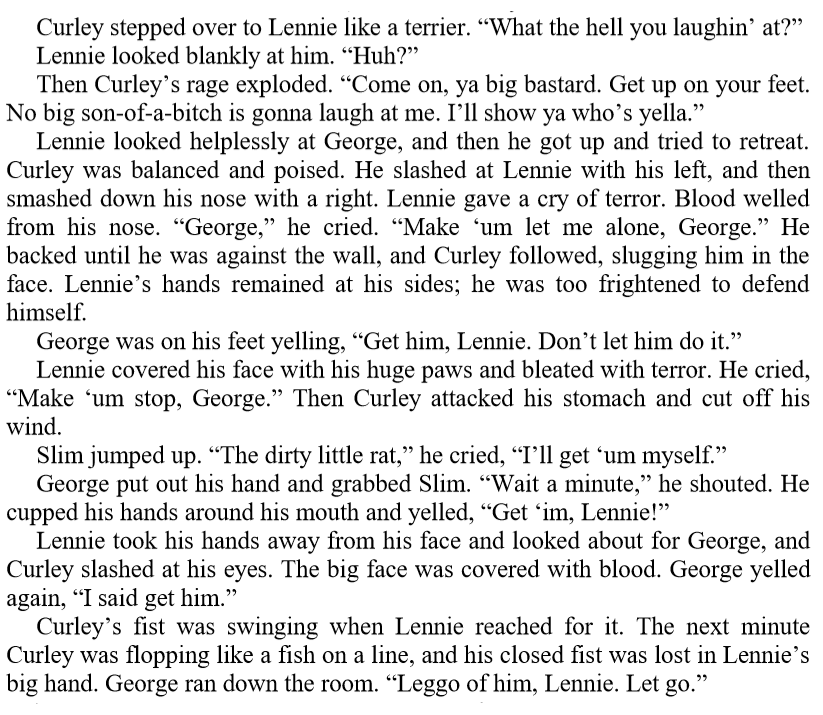 Curley stepped over to Lennie like a terrier. “What the hell you laughin’ at?”
Lennie looked blankly at him. “Huh?”
Then Curley’s rage exploded. “Come on, ya big bastard. Get up on your feet.
No big son-of-a-bitch is gonna laugh at me. I’ll show ya who’s yella.”
Lennie looked helplessly at George, and then he got up and tried to retreat.
Curley was balanced and poised. He slashed at Lennie with his left, and then
smashed down his nose with a right. Lennie gave a cry of terror. Blood welled
from his nose. “George,” he cried. “Make ‘um let me alone, George.” He
backed until he was against the wall, and Curley followed, slugging him in the
face. Lennie’s hands remained at his sides; he was too frightened to defend
himself.
George was on his feet yelling, “Get him, Lennie. Don’t let him do it.”
Lennie covered his face with his huge paws and bleated with terror. He cried,
“Make ‘um stop, George.” Then Curley attacked his stomach and cut off his
wind.
Slim jumped up. “The dirty little rat,” he cried, “I’ll get ‘um myself.”
George put out his hand and grabbed Slim. “Wait a minute,” he shouted. He
cupped his hands around his mouth and yelled, “Get ‘im, Lennie!”
Lennie took his hands away from his face and looked about for George, and
Curley slashed at his eyes. The big face was covered with blood. George yelled
again, “I said get him.”
Curley’s fist was swinging when Lennie reached for it. The next minute
Curley was flopping like a fish on a line, and his closed fist was lost in Lennie’s
big hand. George ran down the room. “Leggo of him, Lennie. Let go.”